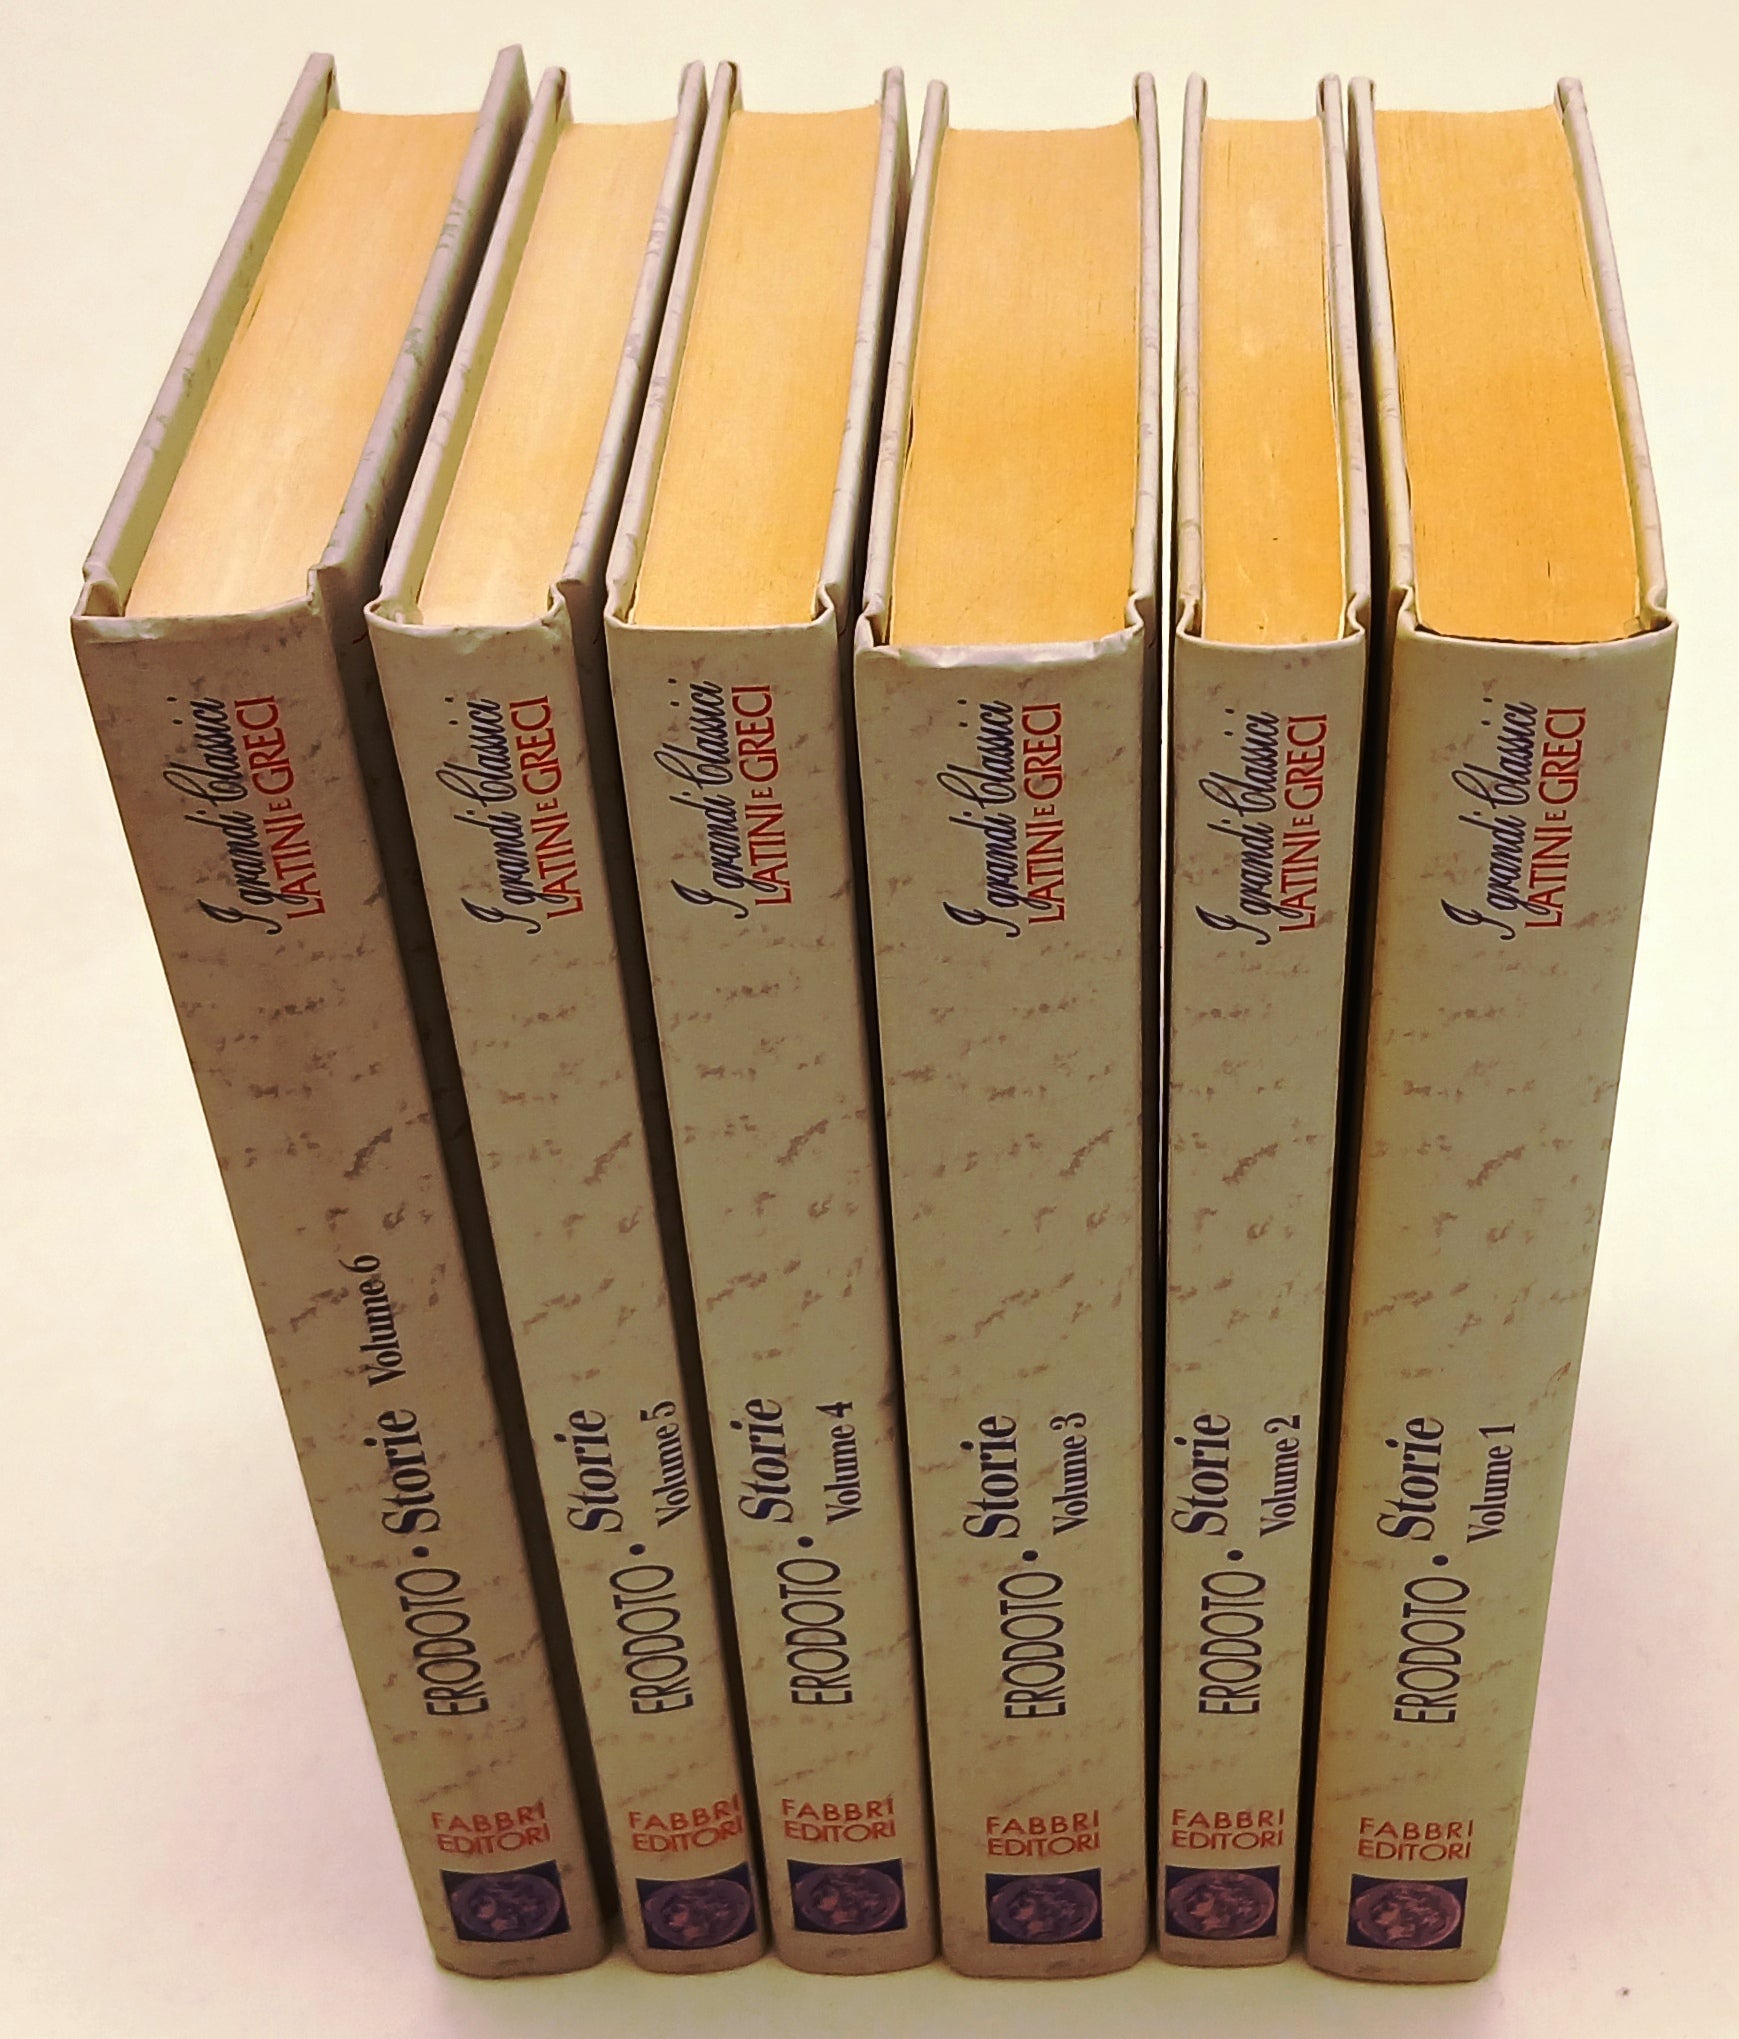 I grandi Classici
LATINI E GRECI
ERODOTO • Storie Volume 6
FABBRI
EDITORI
I grandi Classici
LATINI E GRECI
ERODOTO • Storie
Volume 5
FABBRI
EDITORI
I grandi Classici
LATINI E GRECI
ERODOTO • Storie
Volume 4
FABBRI
EDITORI
I grandi Classici
LATINI E GRECI
ERODOTO • Storie
Volume 3
FABBRI
EDITORI
I grandi Classici
LATINI E GRECI
ERODOTO • Storie
Volume 2
FABBRI
EDITORI
I grandi Classici
LATINI E GRECI
ERODOTO • Storie
Volume 1
FABBRI
EDITORI